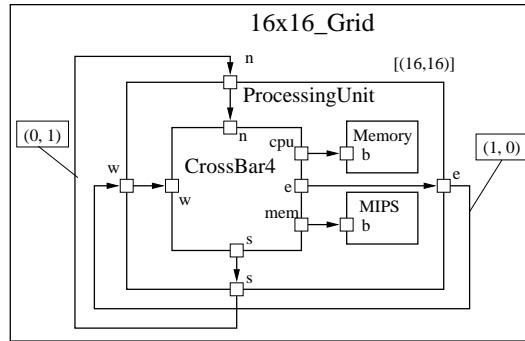 16x16_Grid
n
[(16,16)]
ProcessingUnit
(0, 1)
n
cpu
Memory
b
(1, 0)
w
CrossBar4
w
e
e
mem
MIPS
b
s
s